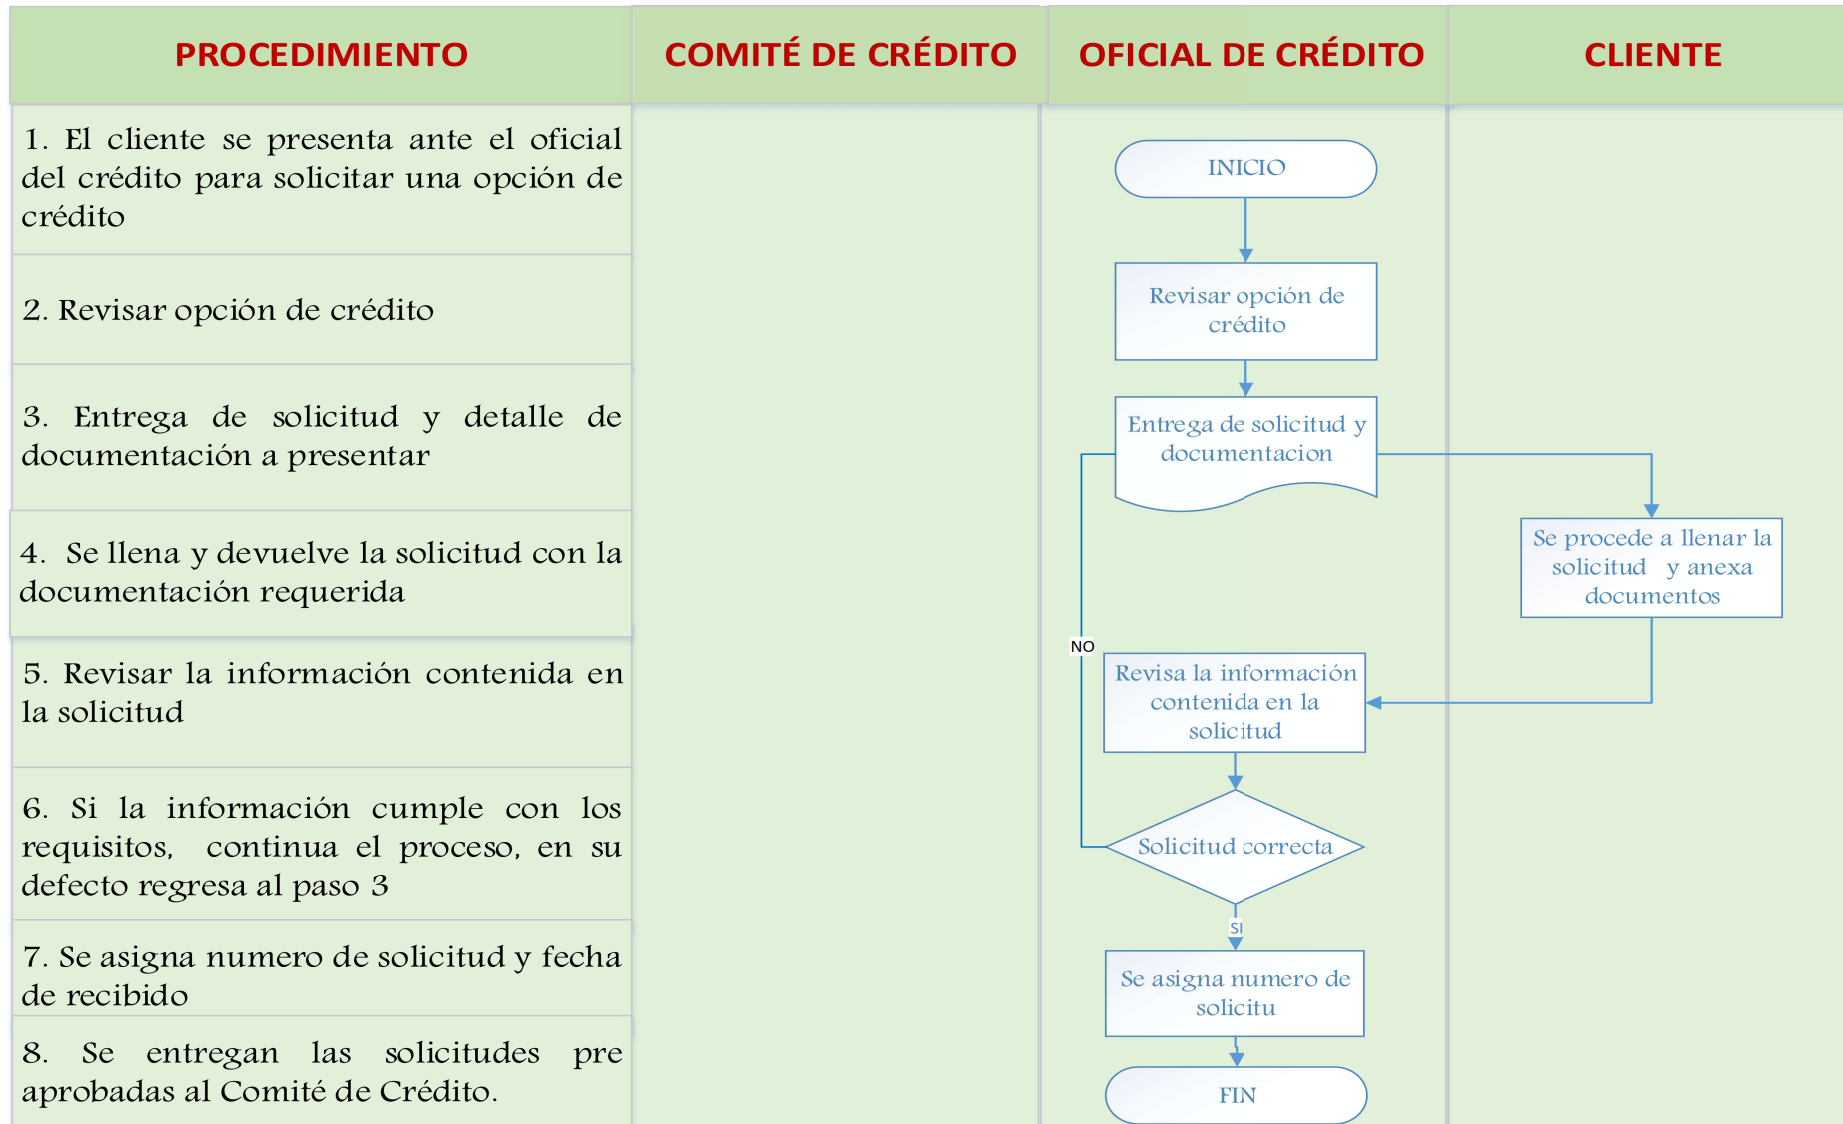 PROCEDIMIENTO
COMITÉ DE CRÉDITO
OFICIAL DE CRÉDITO
CLIENTE
1. El cliente se presenta ante el oficial
del crédito para solicitar una opción de
crédito
2. Revisar opción de crédito
3. Entrega de solicitud y detalle de
documentación a presentar
4. Se llena y devuelve la solicitud con la
documentación requerida
5. Revisar la información contenida en
la solicitud
6. Si la información cumple con los
requisitos, continua el proceso, en su
defecto regresa al paso 3
7. Se asigna numero de solicitud y fecha
de recibido
8. Se entregan las solicitudes pre
aprobadas al Comité de Crédito.
INICIO
Revisar opción de
crédito
Entrega de solicitud y
documentacion
Se procede a llenar la
solicitud y anexa
documentos
NO
Revisa la información
contenida en la
solicitud
Solicitud correcta
SI
Se asigna numero de
solicitu
FIN